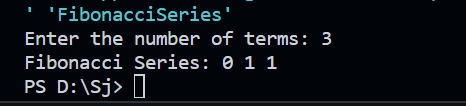 ' 'FibonacciSeries'
Enter the number of terms: 3
Fibonacci Series: 0 1 1
PS D:\Sj>